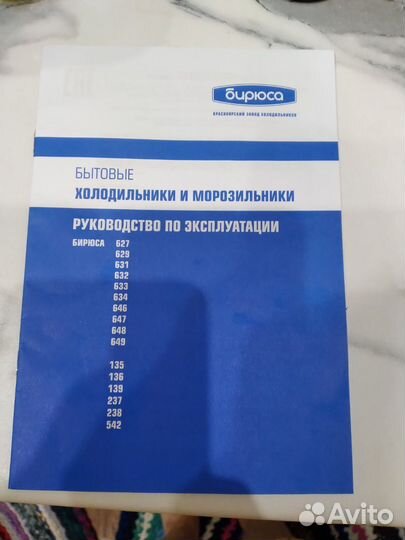 бирюса
КРАСНОЯРСКИЙ ЗАВОД ХОЛОДИЛЬНИКОВ
БЫТОВЫЕ
ХОЛОДИЛЬНИКИ И МОРОЗИЛЬНИКИ
РУКОВОДСТВО ПО ЭКСПЛУАТАЦИИ
БИРЮСА 627
629
631
632
633
634
646
647
648
649
135
136
139
237
238
542
Avito